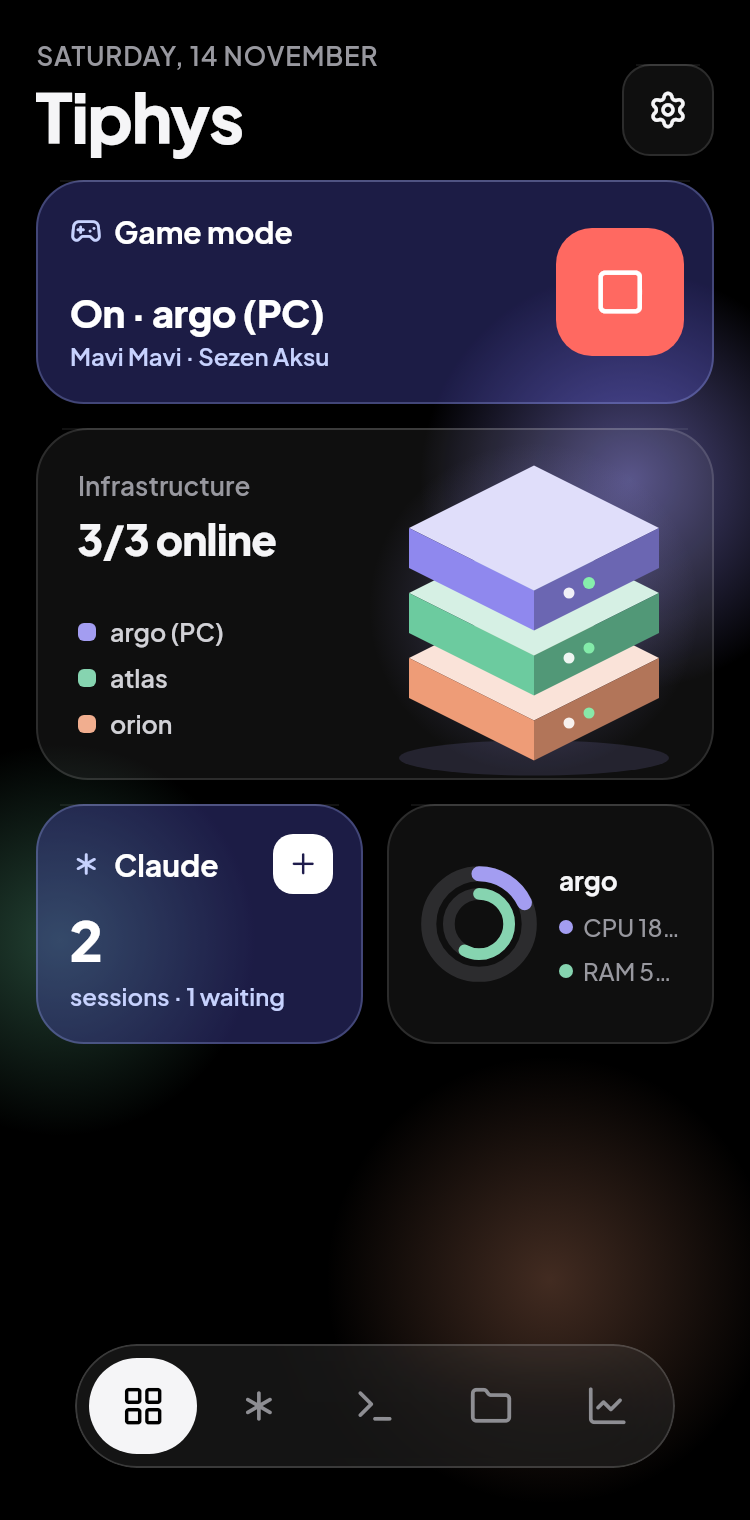 SATURDAY, 14 NOVEMBER
Tiphys
Game mode
On · argo (PC)
Mavi Mavi · Sezen Aksu
Infrastructure
3/3 online
argo (PC)
atlas
orion
Claude
2
sessions · 1 waiting
argo
CPU 18...
RAM 5...